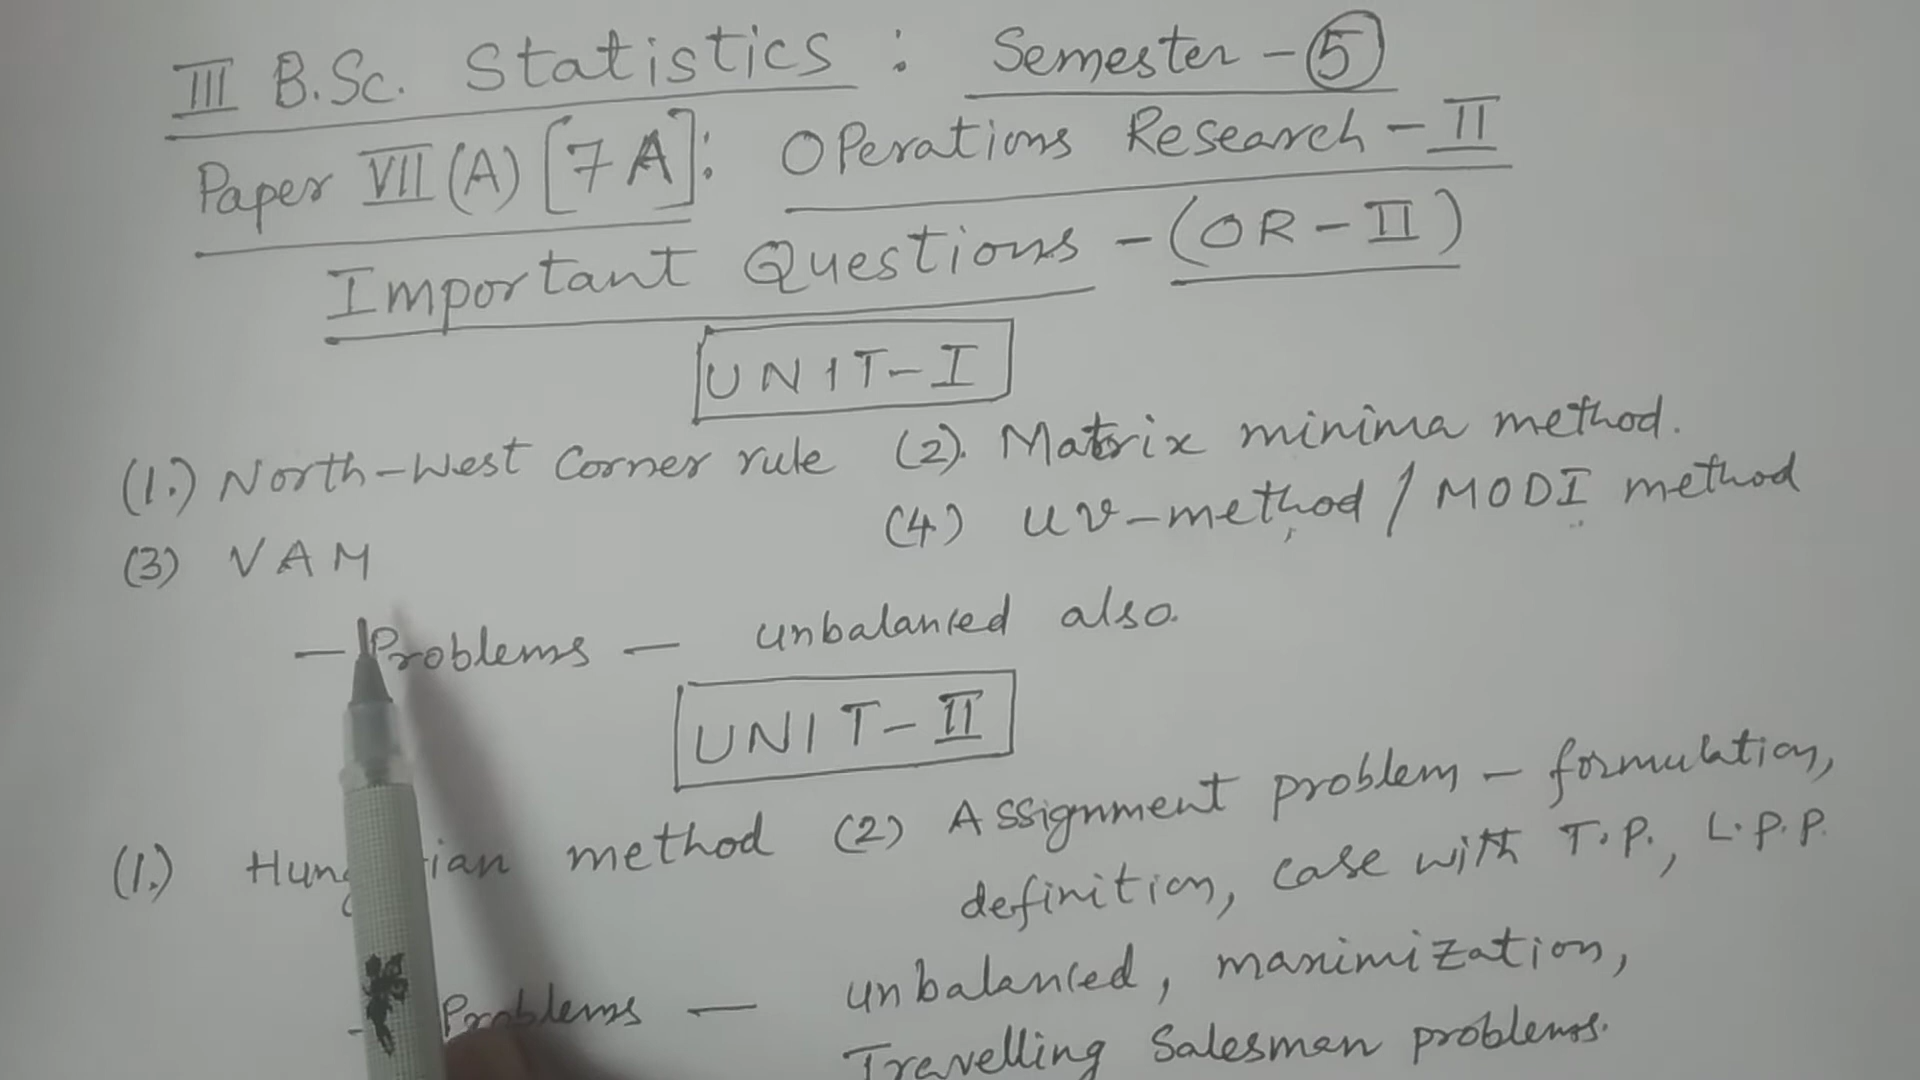 III B.Sc. Statistics : Semester - 5
Paper VII (A) [7A]: Operations Research - II
Important Questions - (OR - II)
UNIT - I
(1.) North-West Corner rule (2). Matrix minima method.
(3) VAM (4) UV-method / MODI method
— Problems — unbalanced also.
UNIT - II
(1.) method (2) Assignment problem - formulation,
definition, case with T.P., L.P.P.
Problems — unbalanced, maximization,
Travelling Salesman problems.